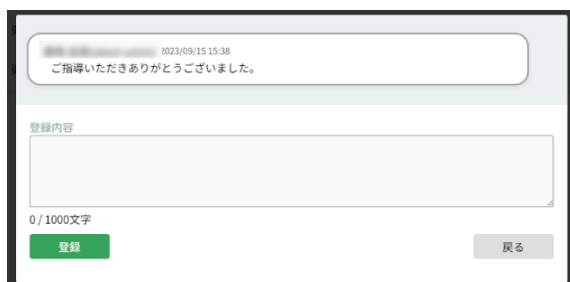 2023/09/15 15:38
ご指導いただきありがとうございました。
登録内容
0 / 1000文字
登録
戻る